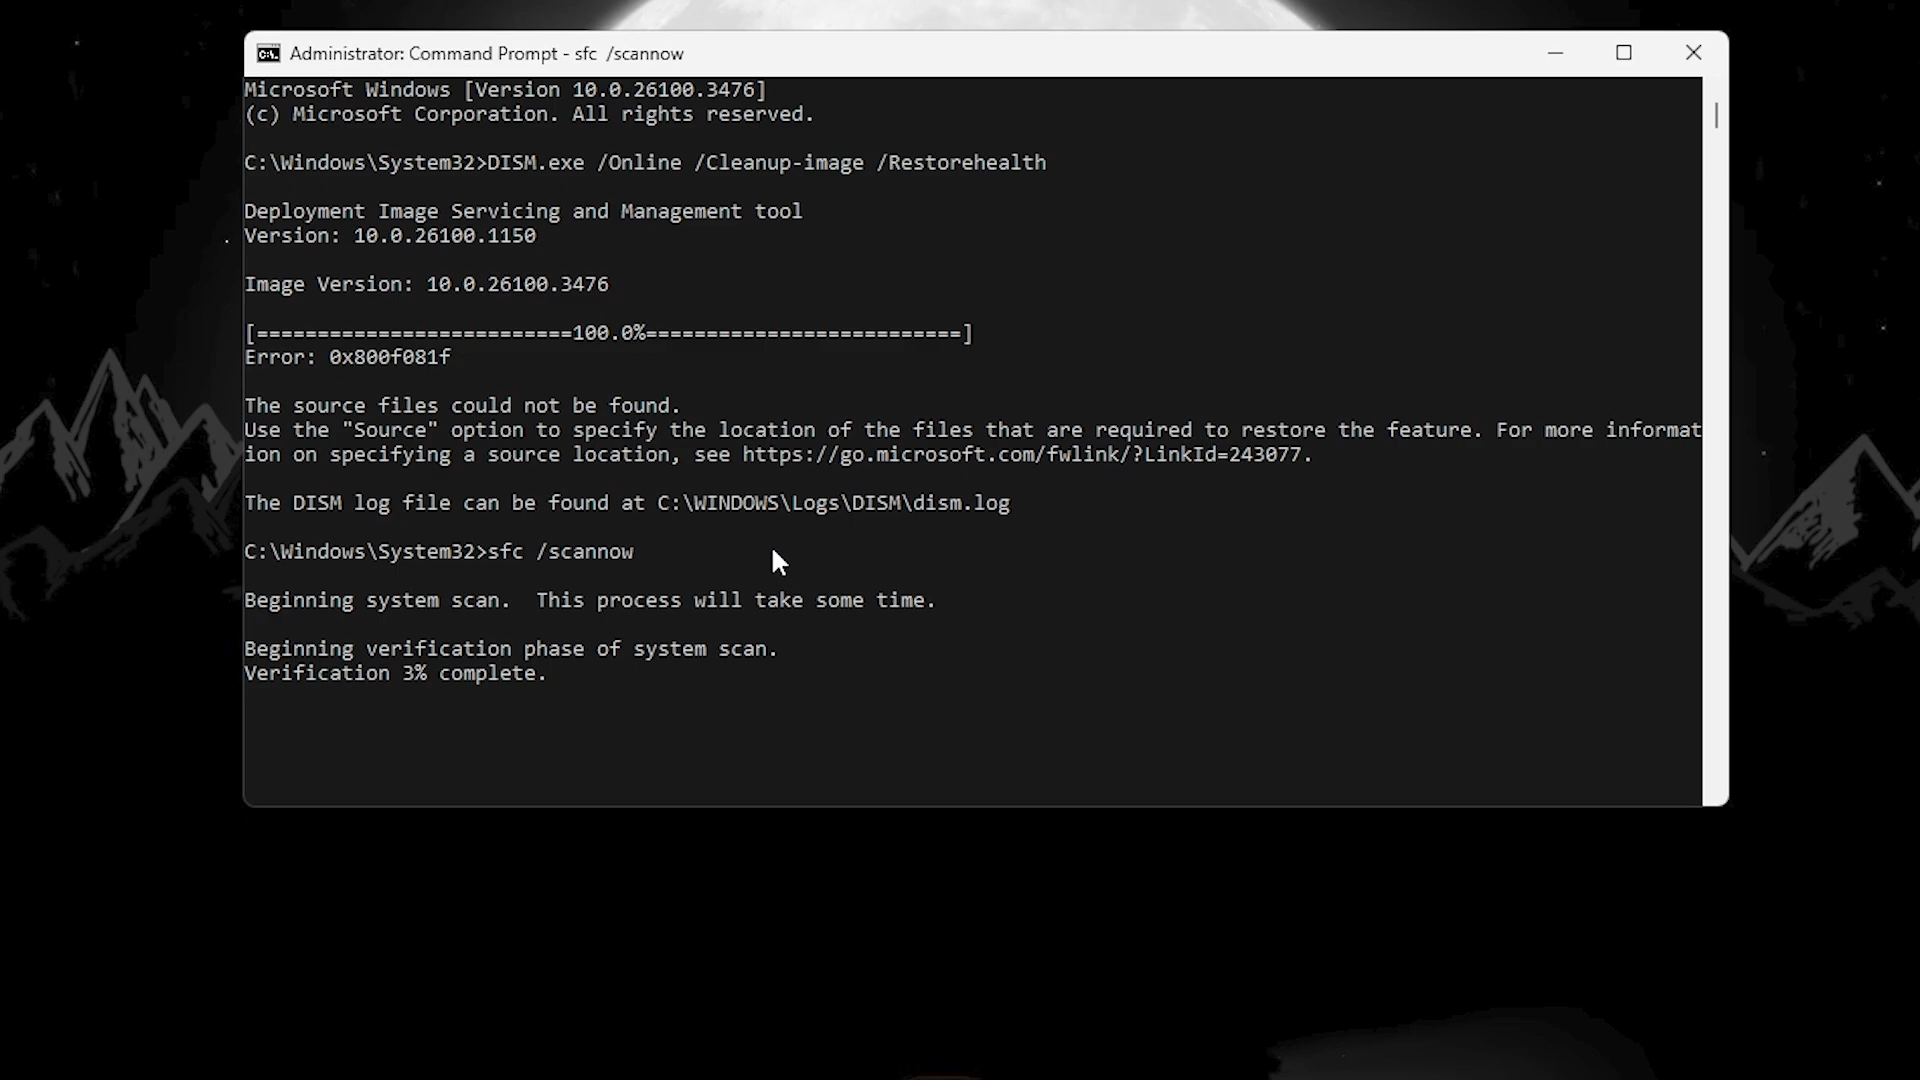 Administrator: Command Prompt - sfc  /scannow
Microsoft Windows [Version 10.0.26100.3476]
(c) Microsoft Corporation. All rights reserved.
C:\Windows\System32>DISM.exe /Online /Cleanup-image /Restorehealth
Deployment Image Servicing and Management tool
Version: 10.0.26100.1150
Image Version: 10.0.26100.3476
[==========================100.0%==========================]
Error: 0x800f081f
The source files could not be found.
Use the "Source" option to specify the location of the files that are required to restore the feature. For more informat
ion on specifying a source location, see https://go.microsoft.com/fwlink/?LinkId=243077.
The DISM log file can be found at C:\WINDOWS\Logs\DISM\dism.log
C:\Windows\System32>sfc /scannow
Beginning system scan.  This process will take some time.
Beginning verification phase of system scan.
Verification 3% complete.